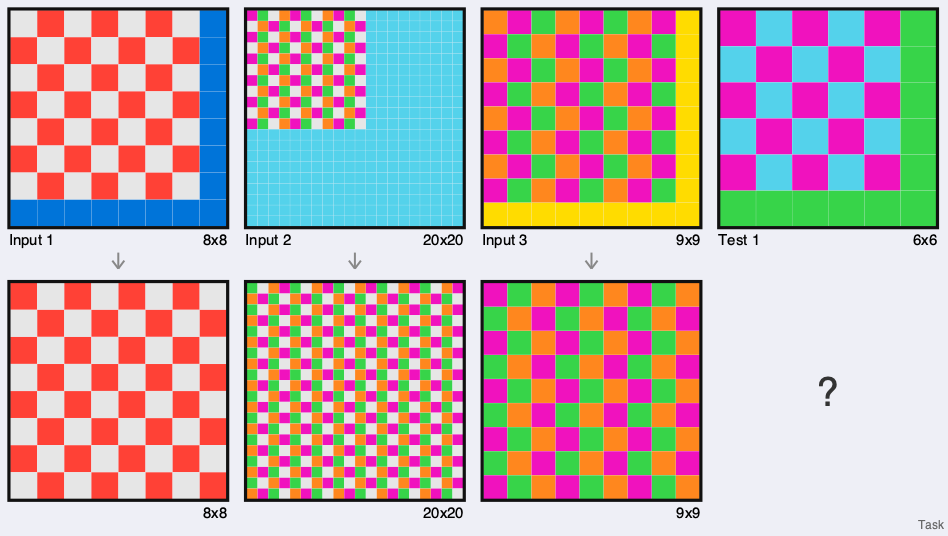 Input 1 8x8
Input 2 20x20
Input 3 9x9
Test 1 6x6
8x8
20x20
9x9
?
Task